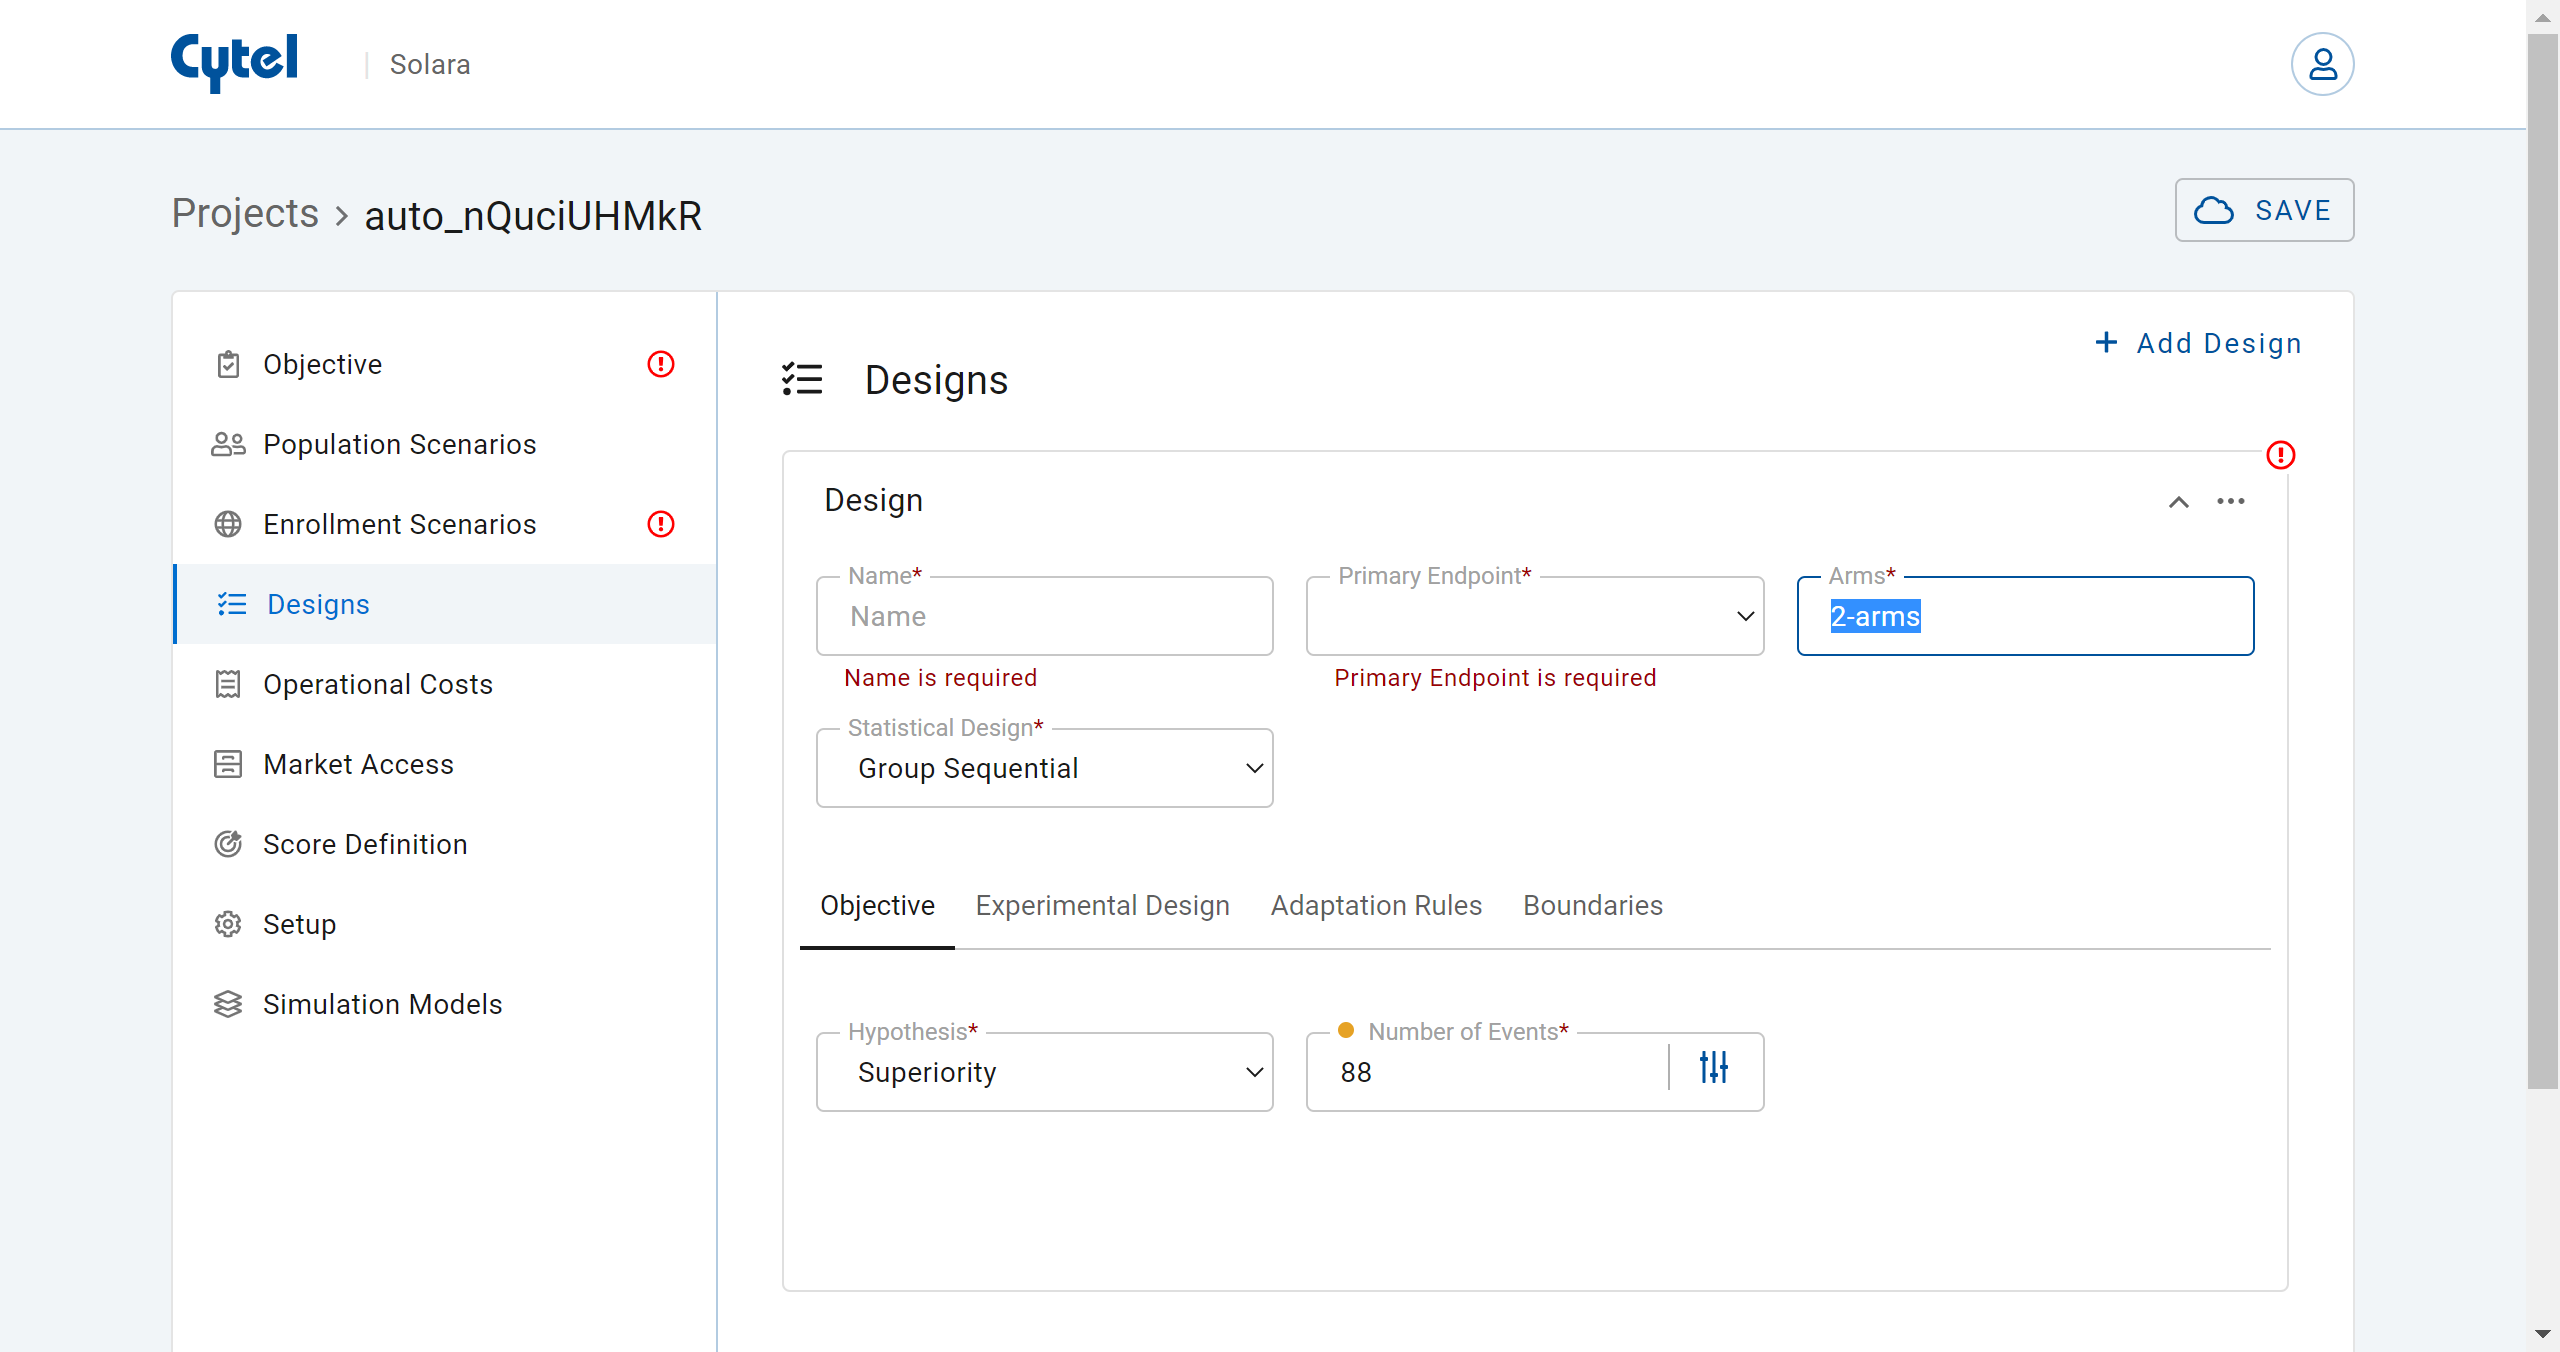 Cytel
Solara
Projects > auto_nQuciUHMkR
SAVE
Objective
Population Scenarios
Enrollment Scenarios
Designs
Operational Costs
Market Access
Score Definition
Setup
Simulation Models
+ Add Design
Designs
Design
Name*
Name
Name is required
Primary Endpoint*
Primary Endpoint is required
Arms*
2-arms
Statistical Design*
Group Sequential
Objective Experimental Design Adaptation Rules Boundaries
Hypothesis*
Superiority
Number of Events*
88